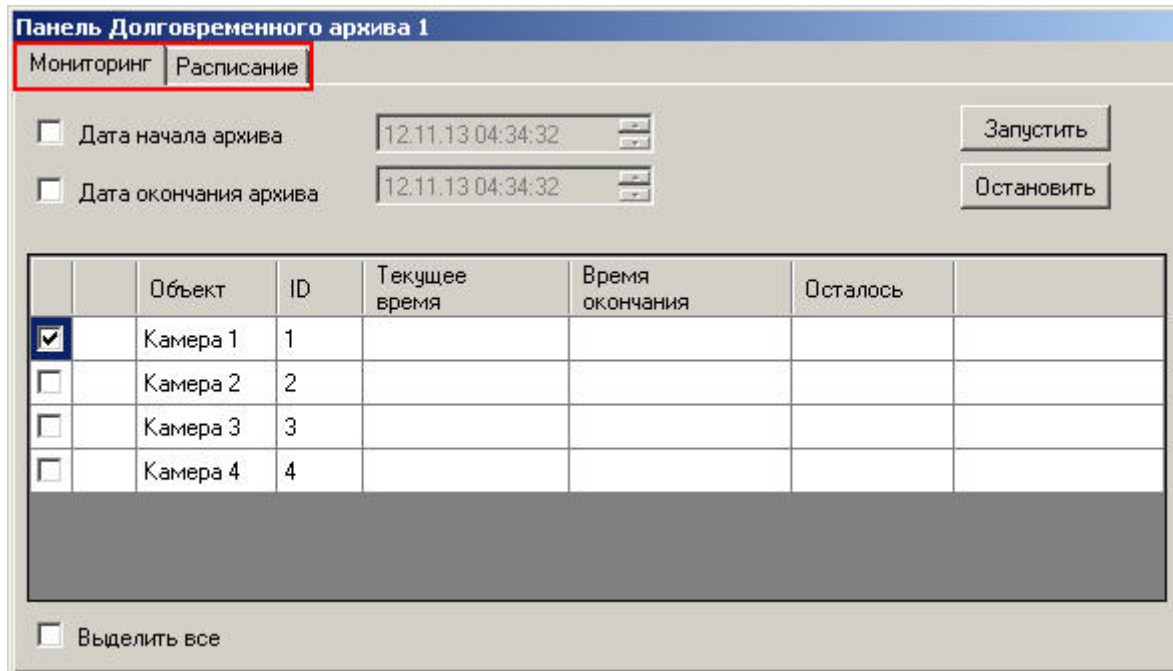 Панель Долговременного архива 1
Мониторинг Расписание
Дата начала архива 12.11.13 04:34:32 Запустить
Дата окончания архива 12.11.13 04:34:32 Остановить
Объект ID Текущее время Время окончания Осталось
Камера 1 1
Камера 2 2
Камера 3 3
Камера 4 4
Выделить все